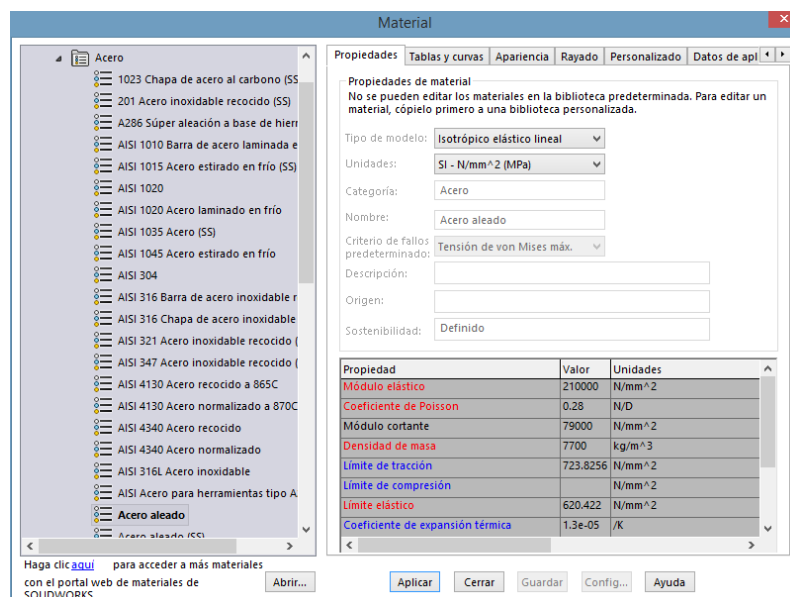 Material
Acero
1023 Chapa de acero al carbono (SS
201 Acero inoxidable recocido (SS)
A286 Súper aleación a base de hierr
AISI 1010 Barra de acero laminada e
AISI 1015 Acero estirado en frío (SS)
AISI 1020
AISI 1020 Acero laminado en frío
AISI 1035 Acero (SS)
AISI 1045 Acero estirado en frío
AISI 304
AISI 316 Barra de acero inoxidable r
AISI 316 Chapa de acero inoxidable
AISI 321 Acero inoxidable recocido (
AISI 347 Acero inoxidable recocido (
AISI 4130 Acero recocido a 865C
AISI 4130 Acero normalizado a 870C
AISI 4340 Acero recocido
AISI 4340 Acero normalizado
AISI 316L Acero inoxidable
AISI Acero para herramientas tipo A
Acero aleado
Acero aleado (SS)
Haga clic aquí para acceder a más materiales
con el portal web de materiales de
SOLIDWORKS
Abrir...
Propiedades Tablas y curvas Apariencia Rayado Personalizado Datos de apl
Propiedades de material
No se pueden editar los materiales en la biblioteca predeterminada. Para editar un
material, cópielo primero a una biblioteca personalizada.
Tipo de modelo: Isotrópico elástico lineal
Unidades: SI - N/mm^2 (MPa)
Categoría: Acero
Nombre: Acero aleado
Criterio de fallos
predeterminado: Tensión de von Mises máx.
Descripción:
Origen:
Sostenibilidad: Definido
Propiedad Valor Unidades
Módulo elástico 210000 N/mm^2
Coeficiente de Poisson 0.28 N/D
Módulo cortante 79000 N/mm^2
Densidad de masa 7700 kg/m^3
Límite de tracción 723.8256 N/mm^2
Límite de compresión N/mm^2
Límite elástico 620.422 N/mm^2
Coeficiente de expansión térmica 1.3e-05 /K
Aplicar Cerrar Guardar Config... Ayuda